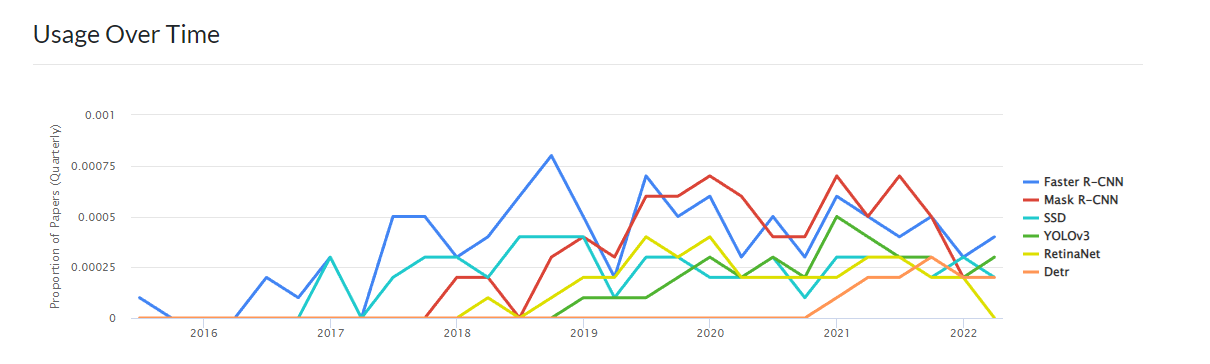 Usage Over Time
Proportion of Papers (Quarterly)
0.001
0.00075
0.0005
0.00025
0
2016 2017 2018 2019 2020 2021 2022
Faster R-CNN
Mask R-CNN
SSD
YOLOv3
RetinaNet
Detr